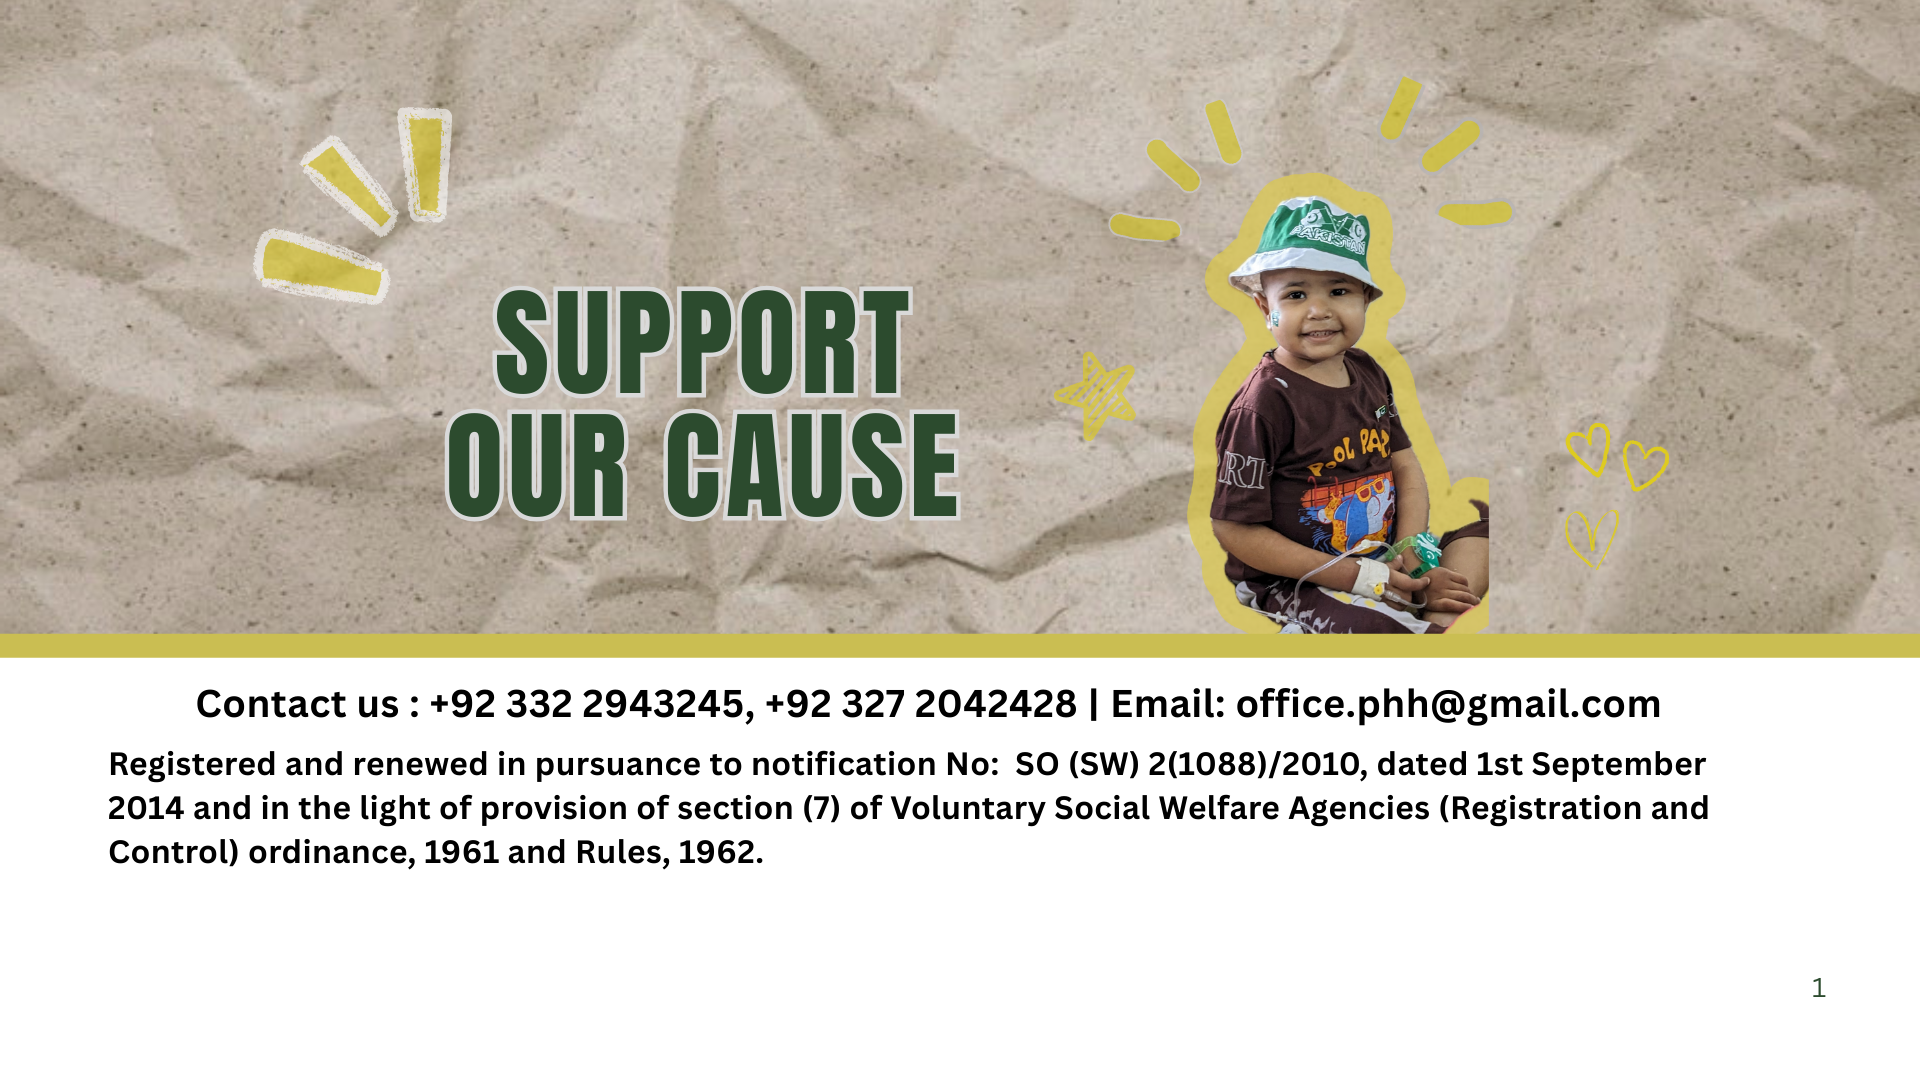 SUPPORT
OUR CAUSE
PAKISTAN
RT
Contact us : +92 332 2943245, +92 327 2042428 | Email: office.phh@gmail.com
Registered and renewed in pursuance to notification No:  SO (SW) 2(1088)/2010, dated 1st September
2014 and in the light of provision of section (7) of Voluntary Social Welfare Agencies (Registration and
Control) ordinance, 1961 and Rules, 1962.
1